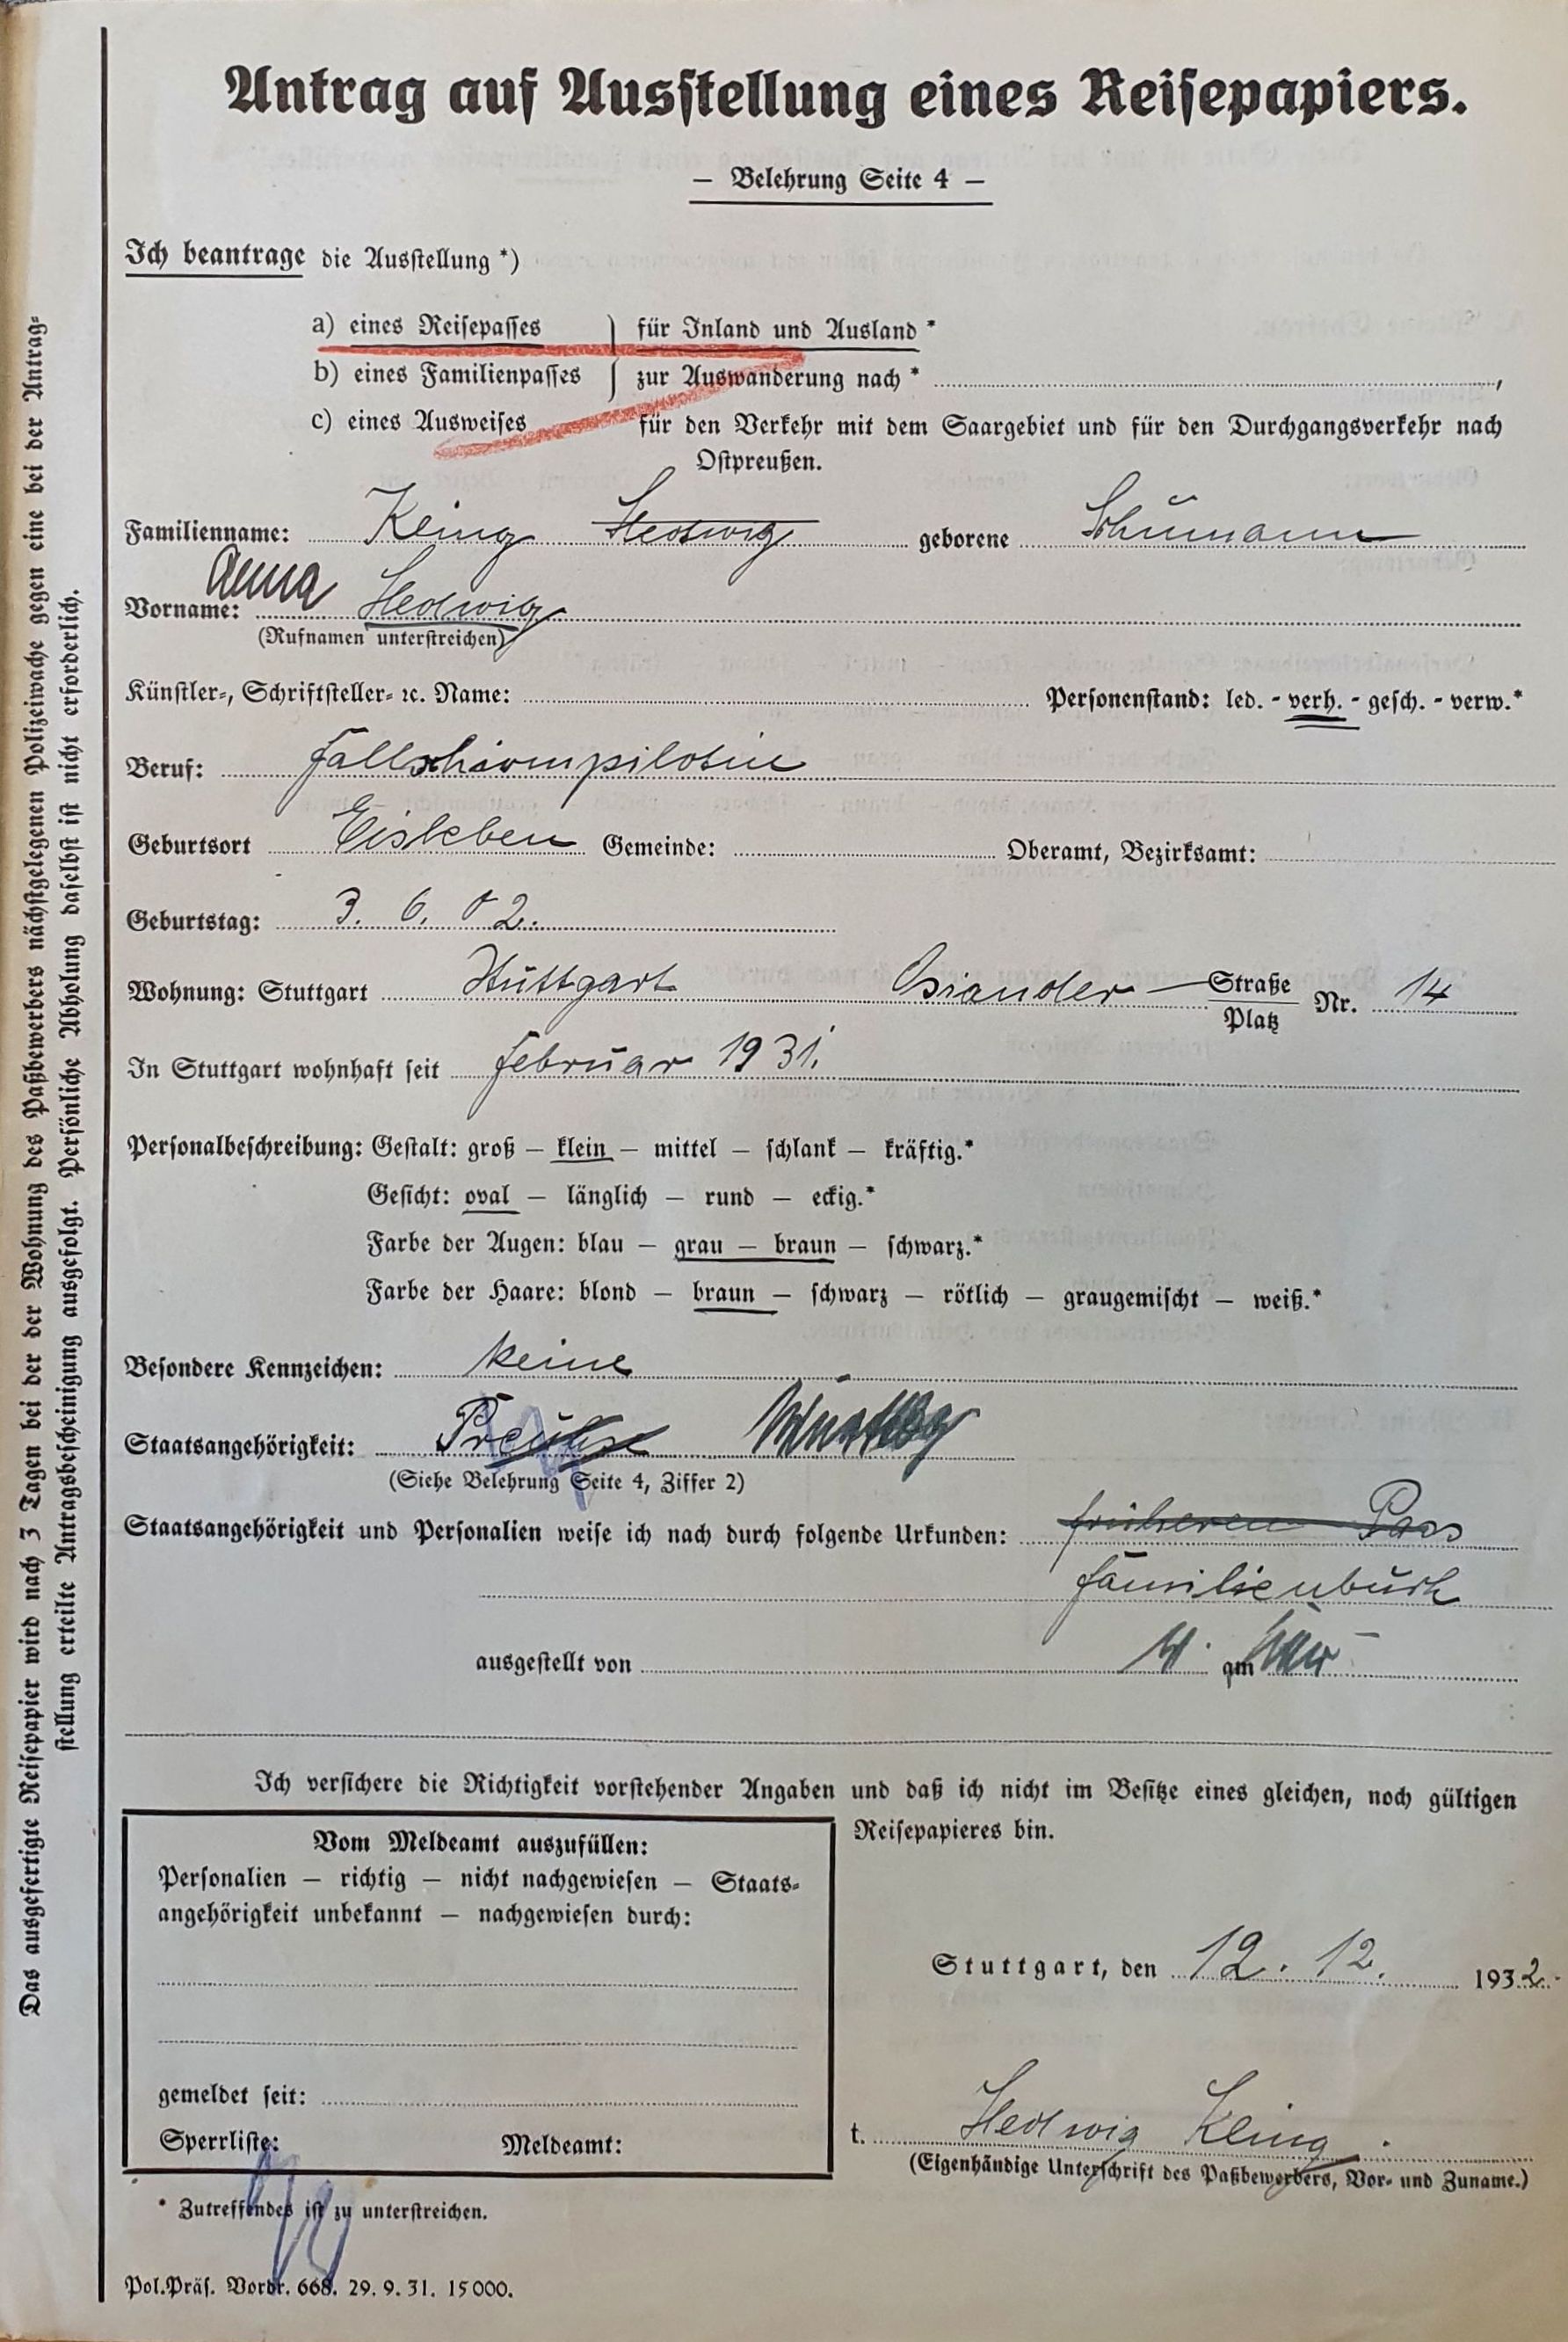 Antrag auf Ausstellung eines Reisepapiers.
— Belehrung Seite 4 —
Ich beantrage die Ausstellung *)
a) eines Reisepasses ) für Inland und Ausland *
b) eines Familienpasses ) zur Auswanderung nach * ,
c) eines Ausweises für den Verkehr mit dem Saargebiet und für den Durchgangsverkehr nach
Ostpreußen.
Familienname: Kling Hedwig geborene Schumann
Vorname: Anna Hedwig
(Rufnamen unterstreichen)
Künstler-, Schriftsteller- ꝛc. Name: Personenstand: led. - verh. - gesch. - verw.*
Beruf: Fallschirmpilotin
Geburtsort Eisleben Gemeinde: Oberamt, Bezirksamt:
Geburtstag: 3. 6. 02.
Wohnung: Stuttgart Stuttgart Osiander — Straße Nr. 14
Platz
In Stuttgart wohnhaft seit Februar 1931.
Personalbeschreibung: Gestalt: groß — klein — mittel — schlank — kräftig.*
Gesicht: oval — länglich — rund — eckig.*
Farbe der Augen: blau — grau — braun — schwarz.*
Farbe der Haare: blond — braun — schwarz — rötlich — graugemischt — weiß.*
Besondere Kennzeichen: keine
Staatsangehörigkeit: Preußse
(Siehe Belehrung Seite 4, Ziffer 2)
Staatsangehörigkeit und Personalien weise ich nach durch folgende Urkunden: früheren Pass
Familienbuch
ausgestellt von am
Ich versichere die Richtigkeit vorstehender Angaben und daß ich nicht im Besitze eines gleichen, noch gültigen
Reisepapieres bin.
Vom Meldeamt auszufüllen:
Personalien — richtig — nicht nachgewiesen — Staats-
angehörigkeit unbekannt — nachgewiesen durch:
gemeldet seit:
Sperrliste: Meldeamt:
Stuttgart, den 12. 12. 1932.
t. Hedwig Kling.
(Eigenhändige Unterschrift des Paßbewerbers, Vor- und Zuname.)
* Zutreffendes ist zu unterstreichen.
Pol.Präs. Vordr. 668. 29. 9. 31. 15000.
Das ausgefertigte Reisepapier wird nach 3 Tagen bei der der Wohnung des Paßbewerbers nächstgelegenen Polizeiwache gegen eine bei der Antrag-
stellung erteilte Antragsbescheinigung ausgefolgt. Persönliche Abholung daselbst ist nicht erforderlich.